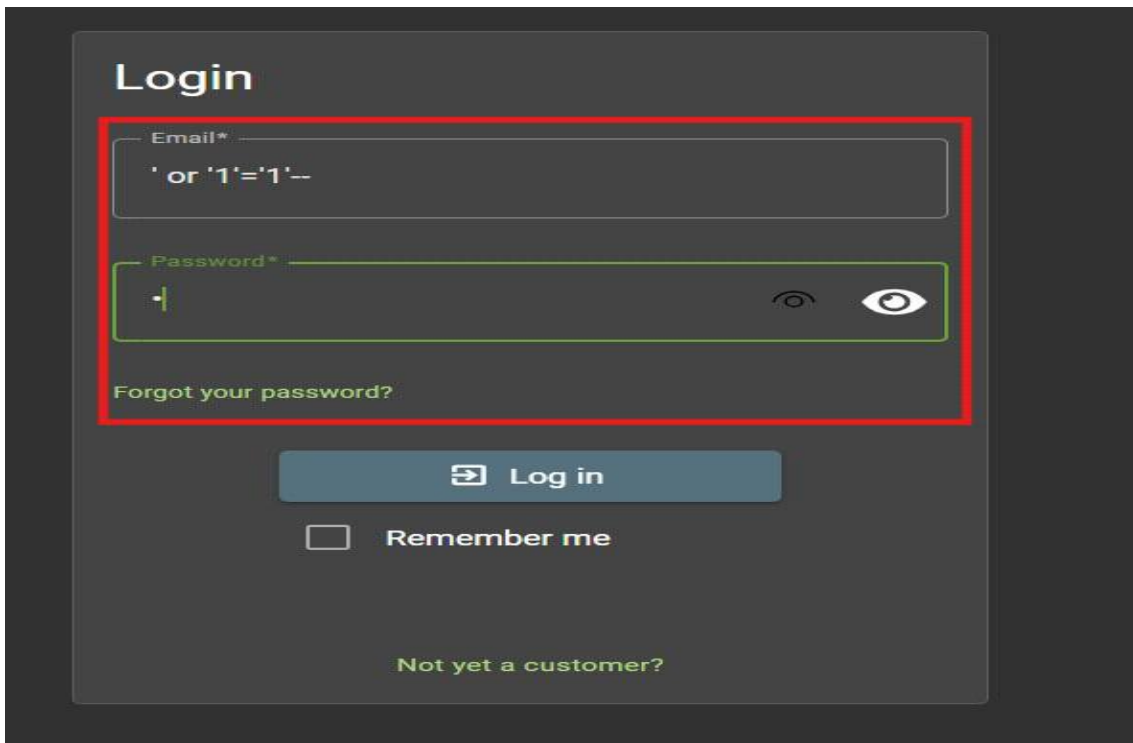 Login
Email*
' or '1'='1'--
Password*
•
Forgot your password?
Log in
Remember me
Not yet a customer?